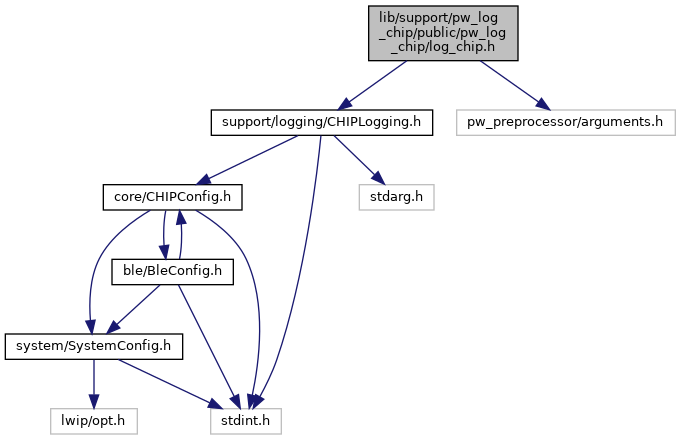 lib/support/pw_log
_chip/public/pw_log
_chip/log_chip.h
support/logging/CHIPLogging.h
pw_preprocessor/arguments.h
core/CHIPConfig.h
stdarg.h
ble/BleConfig.h
system/SystemConfig.h
lwip/opt.h
stdint.h